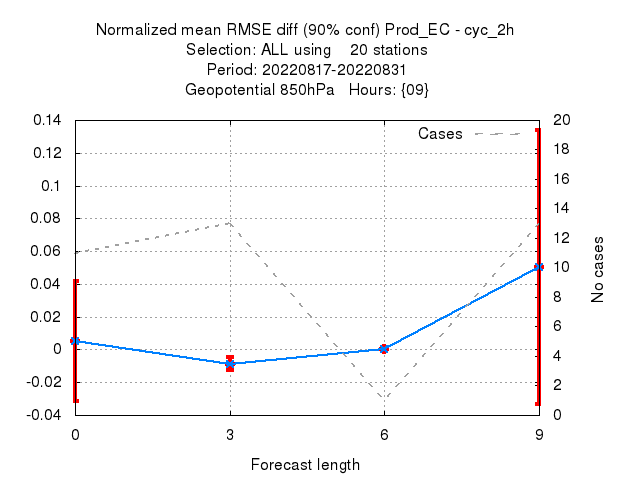 Normalized mean RMSE diff (90% conf) Prod_EC - cyc_2h
Selection: ALL using 20 stations
Period: 20220817-20220831
Geopotential 850hPa Hours: {09}
Cases
0.14
0.12
0.1
0.08
0.06
0.04
0.02
0
-0.02
-0.04
20
18
16
14
12
10
8
6
4
2
0
No cases
0 3 6 9
Forecast length